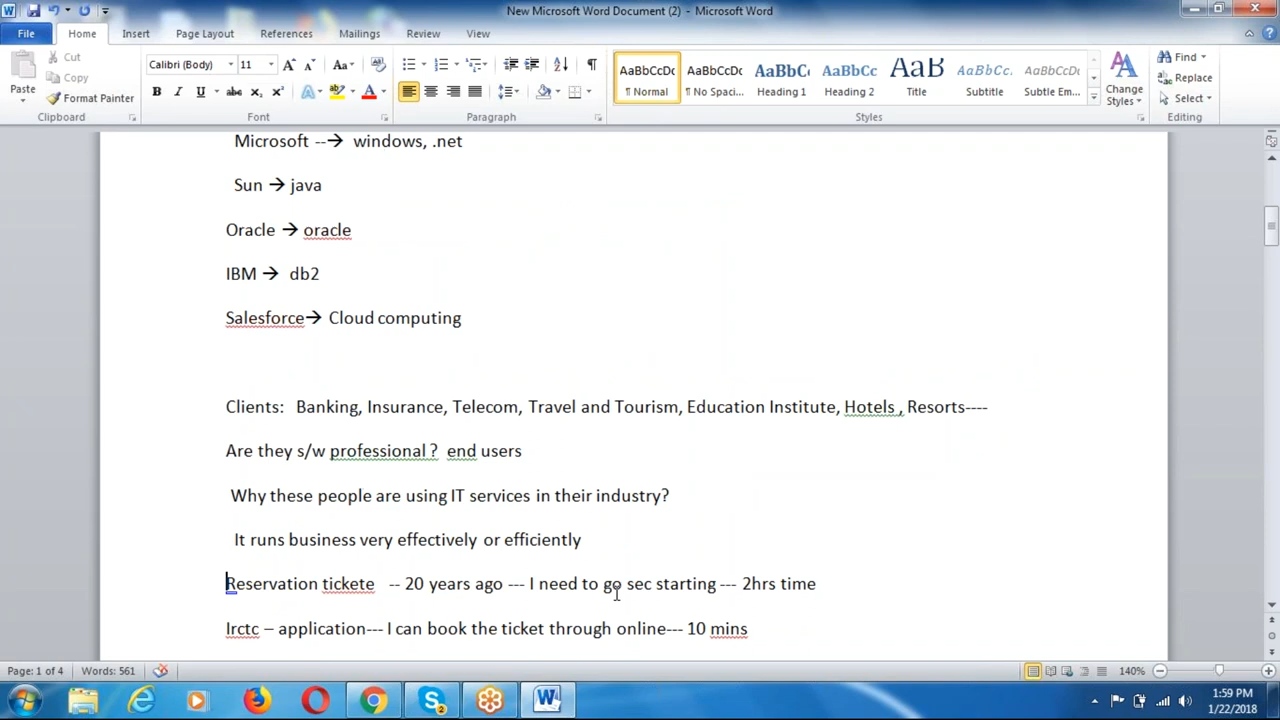 New Microsoft Word Document (2) - Microsoft Word
File Home Insert Page Layout References Mailings Review View
Paste
Cut
Copy
Format Painter
Clipboard
Calibri (Body) 11
Font
Paragraph
AaBbCcDc AaBbCcDc AaBbC( AaBbCc AaB AaBbCc. AaBbCcDc
¶ Normal ¶ No Spaci... Heading 1 Heading 2 Title Subtitle Subtle Em...
Change Styles
Styles
Find
Replace
Select
Editing
Microsoft --→ windows, .net
Sun → java
Oracle → oracle
IBM → db2
Salesforce→ Cloud computing
Clients: Banking, Insurance, Telecom, Travel and Tourism, Education Institute, Hotels , Resorts----
Are they s/w professional ? end users
Why these people are using IT services in their industry?
It runs business very effectively or efficiently
Reservation tickete -- 20 years ago --- I need to go sec starting --- 2hrs time
Irctc – application--- I can book the ticket through online--- 10 mins
Page: 1 of 4 Words: 561 140%
1:59 PM
1/22/2018